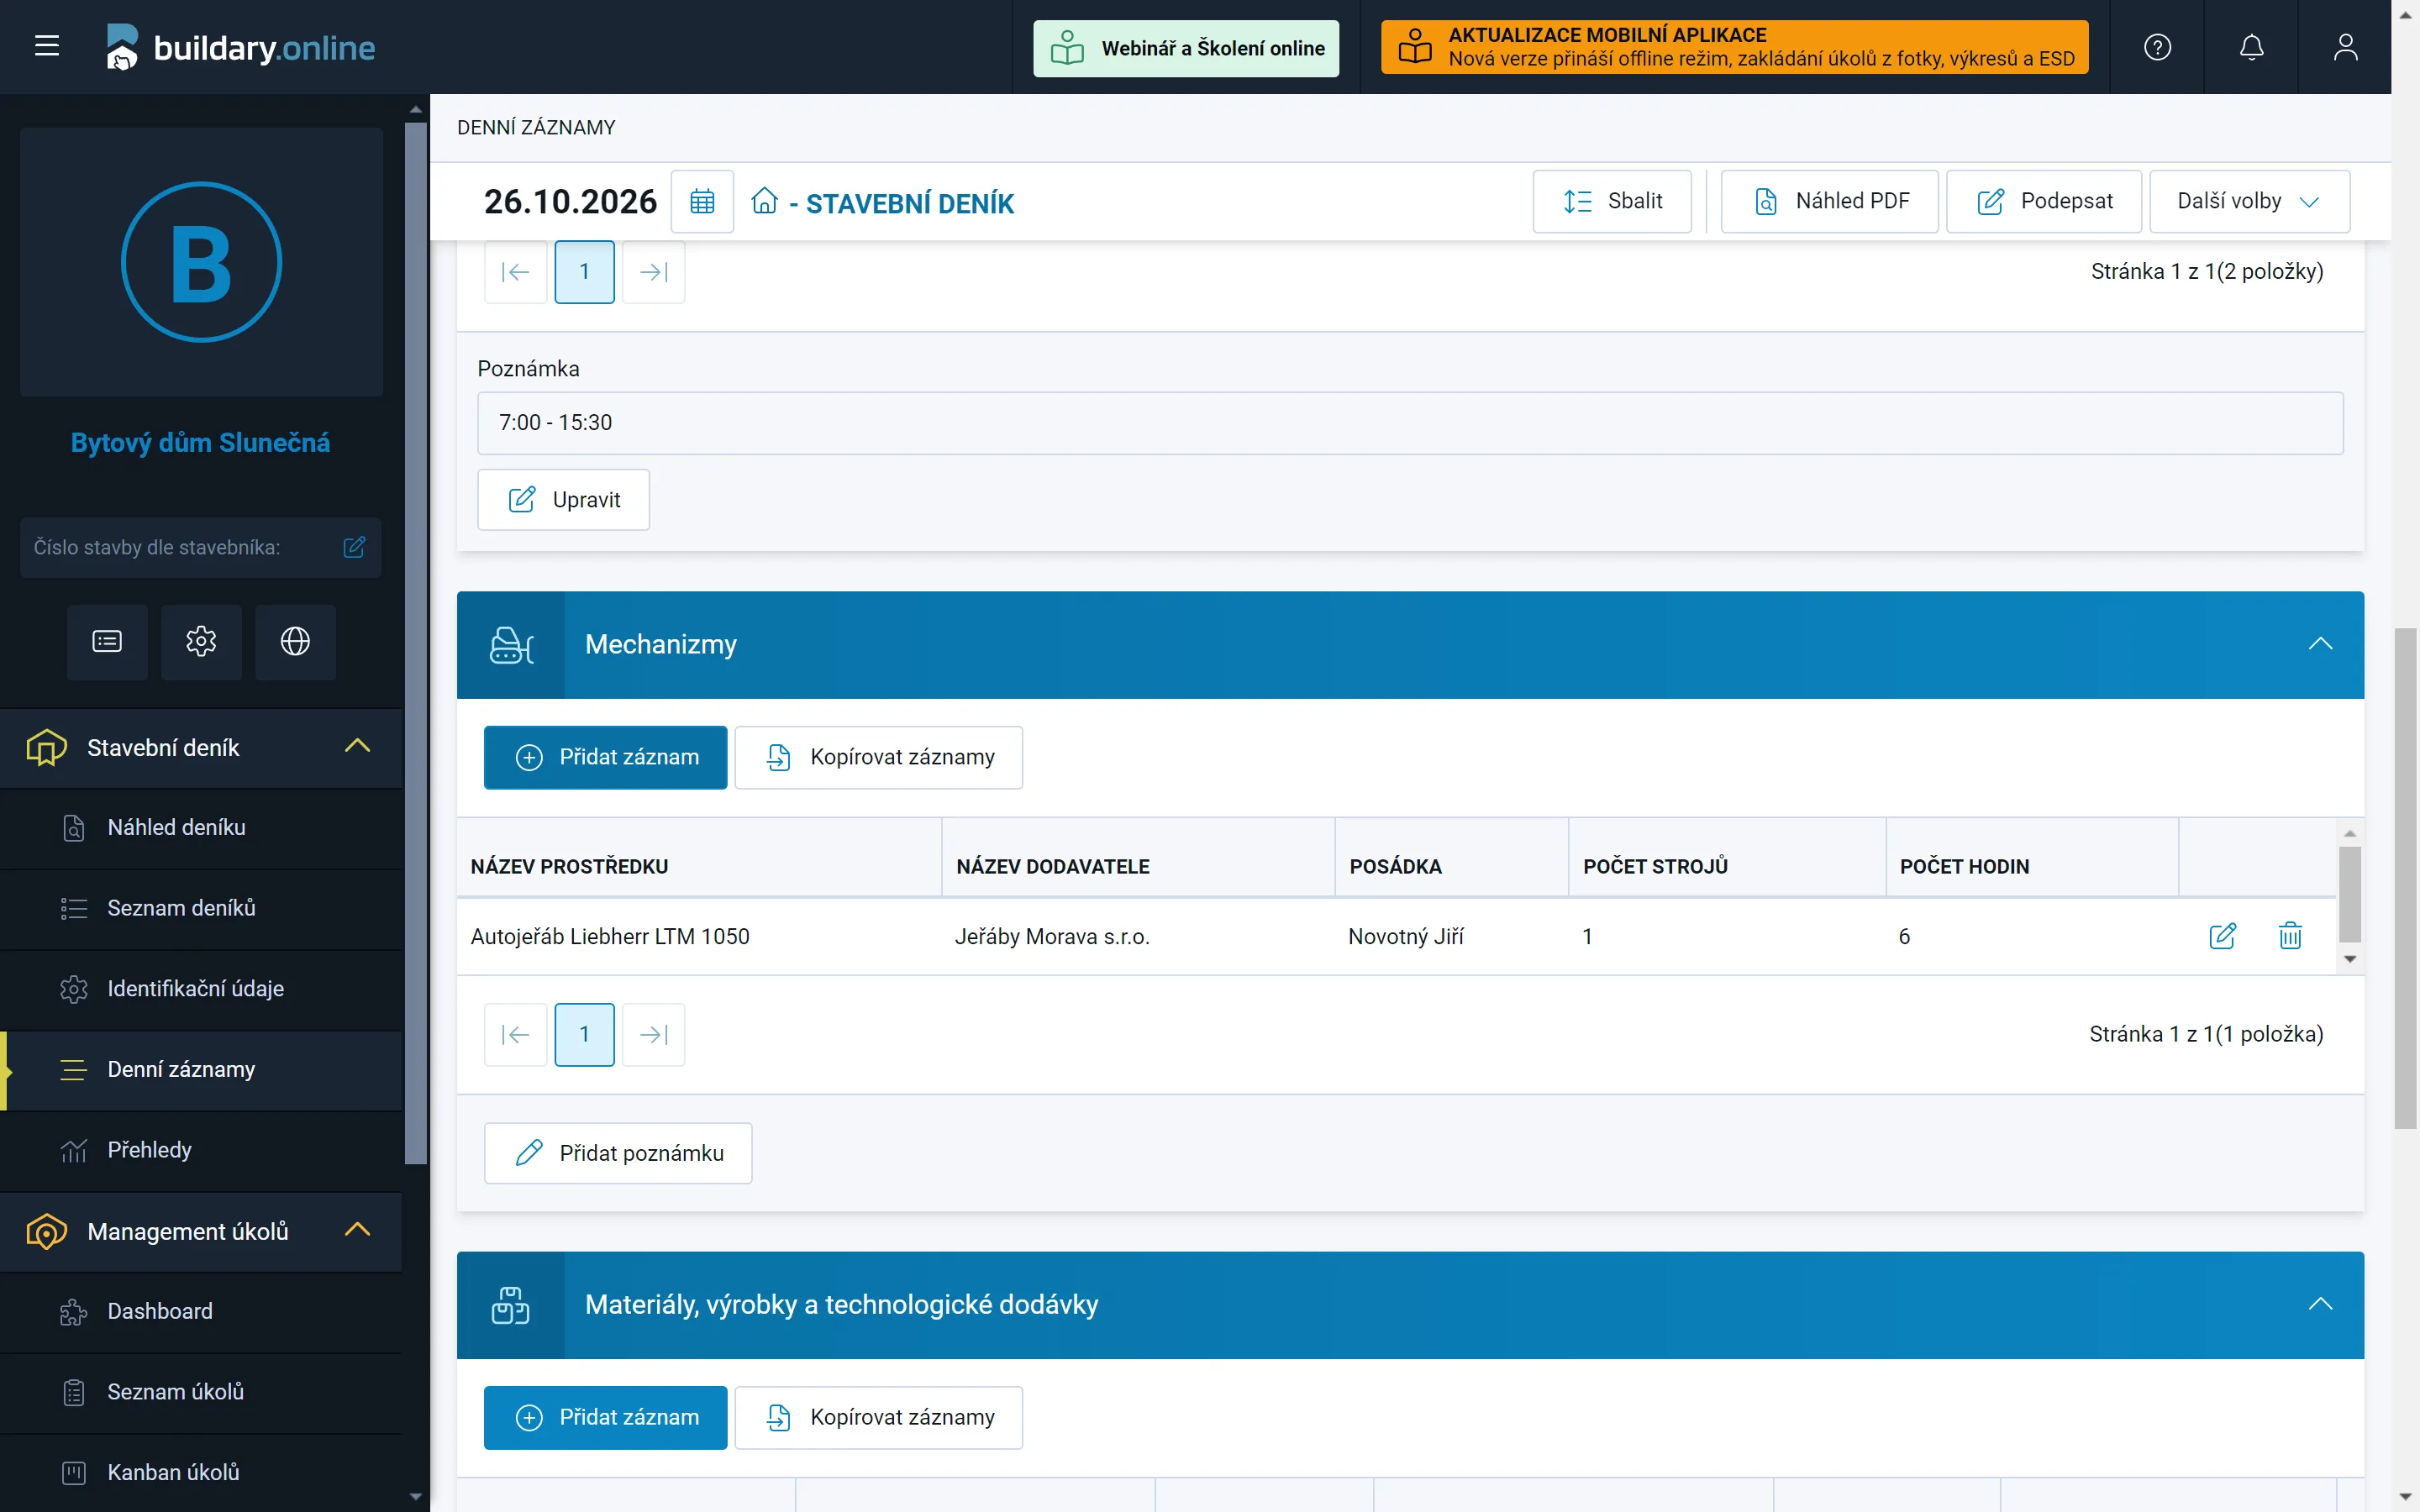 buildary.online
Webinář a Školení online
AKTUALIZACE MOBILNÍ APLIKACE
Nová verze přináší offline režim, zakládání úkolů z fotky, výkresů a ESD
B
Bytový dům Slunečná
Číslo stavby dle stavebníka:
Stavební deník
Náhled deníku
Seznam deníků
Identifikační údaje
Denní záznamy
Přehledy
Management úkolů
Dashboard
Seznam úkolů
Kanban úkolů
DENNÍ ZÁZNAMY
26.10.2026 - STAVEBNÍ DENÍK Sbalit Náhled PDF Podepsat Další volby
1 Stránka 1 z 1(2 položky)
Poznámka
7:00 - 15:30
Upravit
Mechanizmy
Přidat záznam Kopírovat záznamy
NÁZEV PROSTŘEDKU NÁZEV DODAVATELE POSÁDKA POČET STROJŮ POČET HODIN
Autojeřáb Liebherr LTM 1050 Jeřáby Morava s.r.o. Novotný Jiří 1 6
1 Stránka 1 z 1(1 položka)
Přidat poznámku
Materiály, výrobky a technologické dodávky
Přidat záznam Kopírovat záznamy